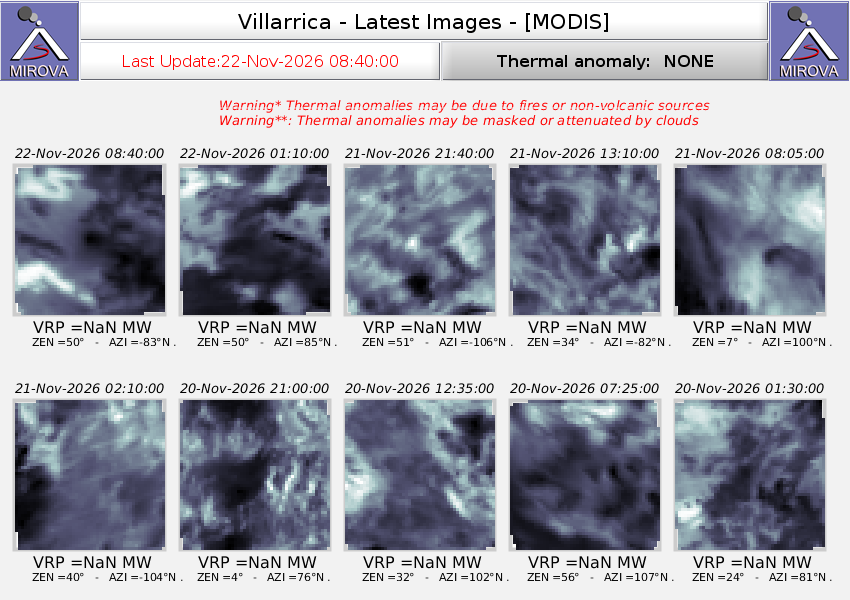 Villarrica - Latest Images - [MODIS]
MIROVA
Last Update:22-Nov-2026 08:40:00
Thermal anomaly: NONE
MIROVA
Warning* Thermal anomalies may be due to fires or non-volcanic sources
Warning**: Thermal anomalies may be masked or attenuated by clouds
22-Nov-2026 08:40:00
22-Nov-2026 01:10:00
21-Nov-2026 21:40:00
21-Nov-2026 13:10:00
21-Nov-2026 08:05:00
VRP =NaN MW
VRP =NaN MW
VRP =NaN MW
VRP =NaN MW
VRP =NaN MW
ZEN =50° - AZI =-83°N .
ZEN =50° - AZI =85°N .
ZEN =51° - AZI =-106°N .
ZEN =34° - AZI =-82°N .
ZEN =7° - AZI =100°N .
21-Nov-2026 02:10:00
20-Nov-2026 21:00:00
20-Nov-2026 12:35:00
20-Nov-2026 07:25:00
20-Nov-2026 01:30:00
VRP =NaN MW
VRP =NaN MW
VRP =NaN MW
VRP =NaN MW
VRP =NaN MW
ZEN =40° - AZI =-104°N .
ZEN =4° - AZI =76°N .
ZEN =32° - AZI =102°N .
ZEN =56° - AZI =107°N .
ZEN =24° - AZI =81°N .